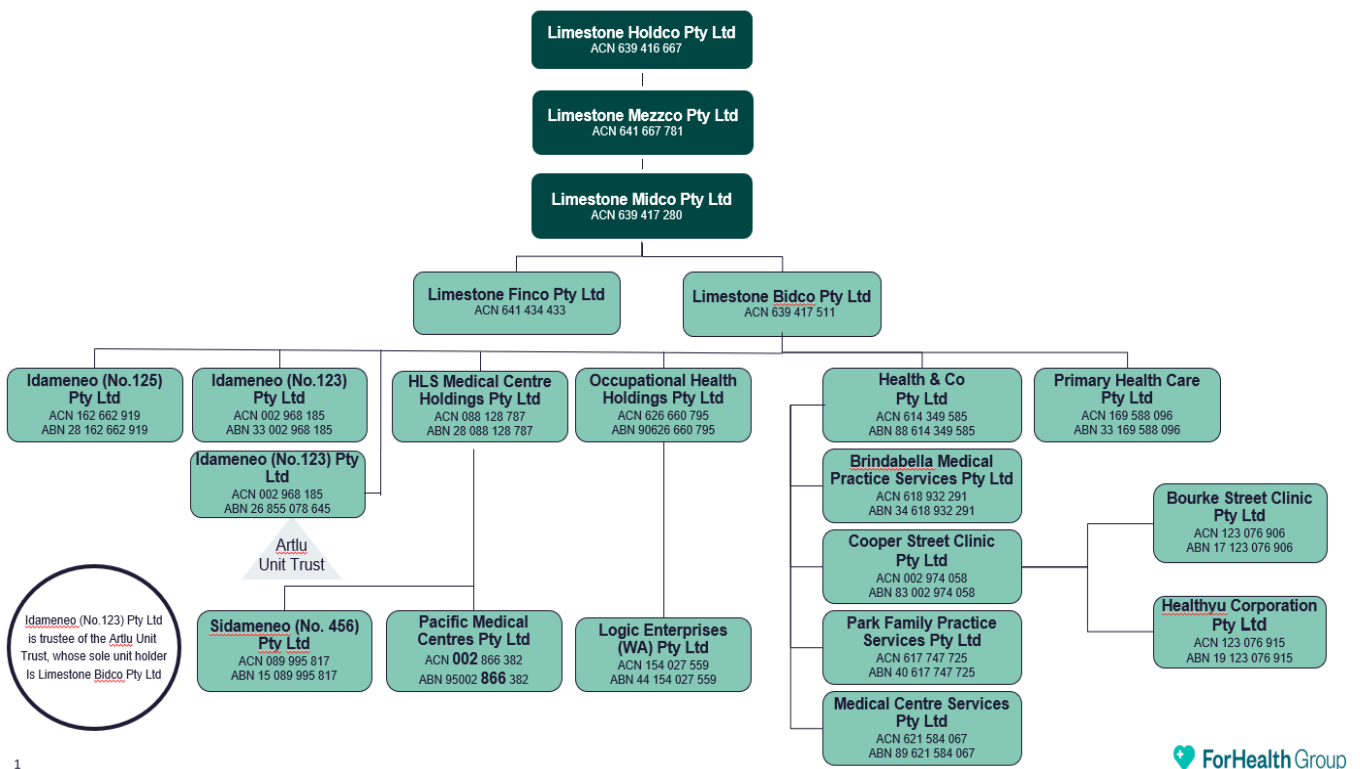 Limestone Holdco Pty Ltd
ACN 639 416 667
Limestone Mezzco Pty Ltd
ACN 641 667 781
Limestone Midco Pty Ltd
ACN 639 417 280
Limestone Finco Pty Ltd
ACN 641 434 433
Limestone Bidco Pty Ltd
ACN 639 417 511
Idameneo (No.125)
Pty Ltd
ACN 162 662 919
ABN 28 162 662 919
Idameneo (No.123)
Pty Ltd
ACN 002 968 185
ABN 33 002 968 185
HLS Medical Centre
Holdings Pty Ltd
ACN 088 128 787
ABN 28 088 128 787
Occupational Health
Holdings Pty Ltd
ACN 626 660 795
ABN 90626 660 795
Health & Co
Pty Ltd
ACN 614 349 585
ABN 88 614 349 585
Primary Health Care
Pty Ltd
ACN 169 588 096
ABN 33 169 588 096
Idameneo (No.123) Pty
Ltd
ACN 002 968 185
ABN 26 855 078 645
Artlu
Unit Trust
Brindabella Medical
Practice Services Pty Ltd
ACN 618 932 291
ABN 34 618 932 291
Cooper Street Clinic
Pty Ltd
ACN 002 974 058
ABN 83 002 974 058
Bourke Street Clinic
Pty Ltd
ACN 123 076 906
ABN 17 123 076 906
Healthyu Corporation
Pty Ltd
ACN 123 076 915
ABN 19 123 076 915
Idameneo (No.123) Pty Ltd
is trustee of the Artlu Unit
Trust, whose sole unit holder
Is Limestone Bidco Pty Ltd
Sidameneo (No. 456)
Pty Ltd
ACN 089 995 817
ABN 15 089 995 817
Pacific Medical
Centres Pty Ltd
ACN 002 866 382
ABN 95002 866 382
Logic Enterprises
(WA) Pty Ltd
ACN 154 027 559
ABN 44 154 027 559
Park Family Practice
Services Pty Ltd
ACN 617 747 725
ABN 40 617 747 725
Medical Centre Services
Pty Ltd
ACN 621 584 067
ABN 89 621 584 067
1
ForHealth Group